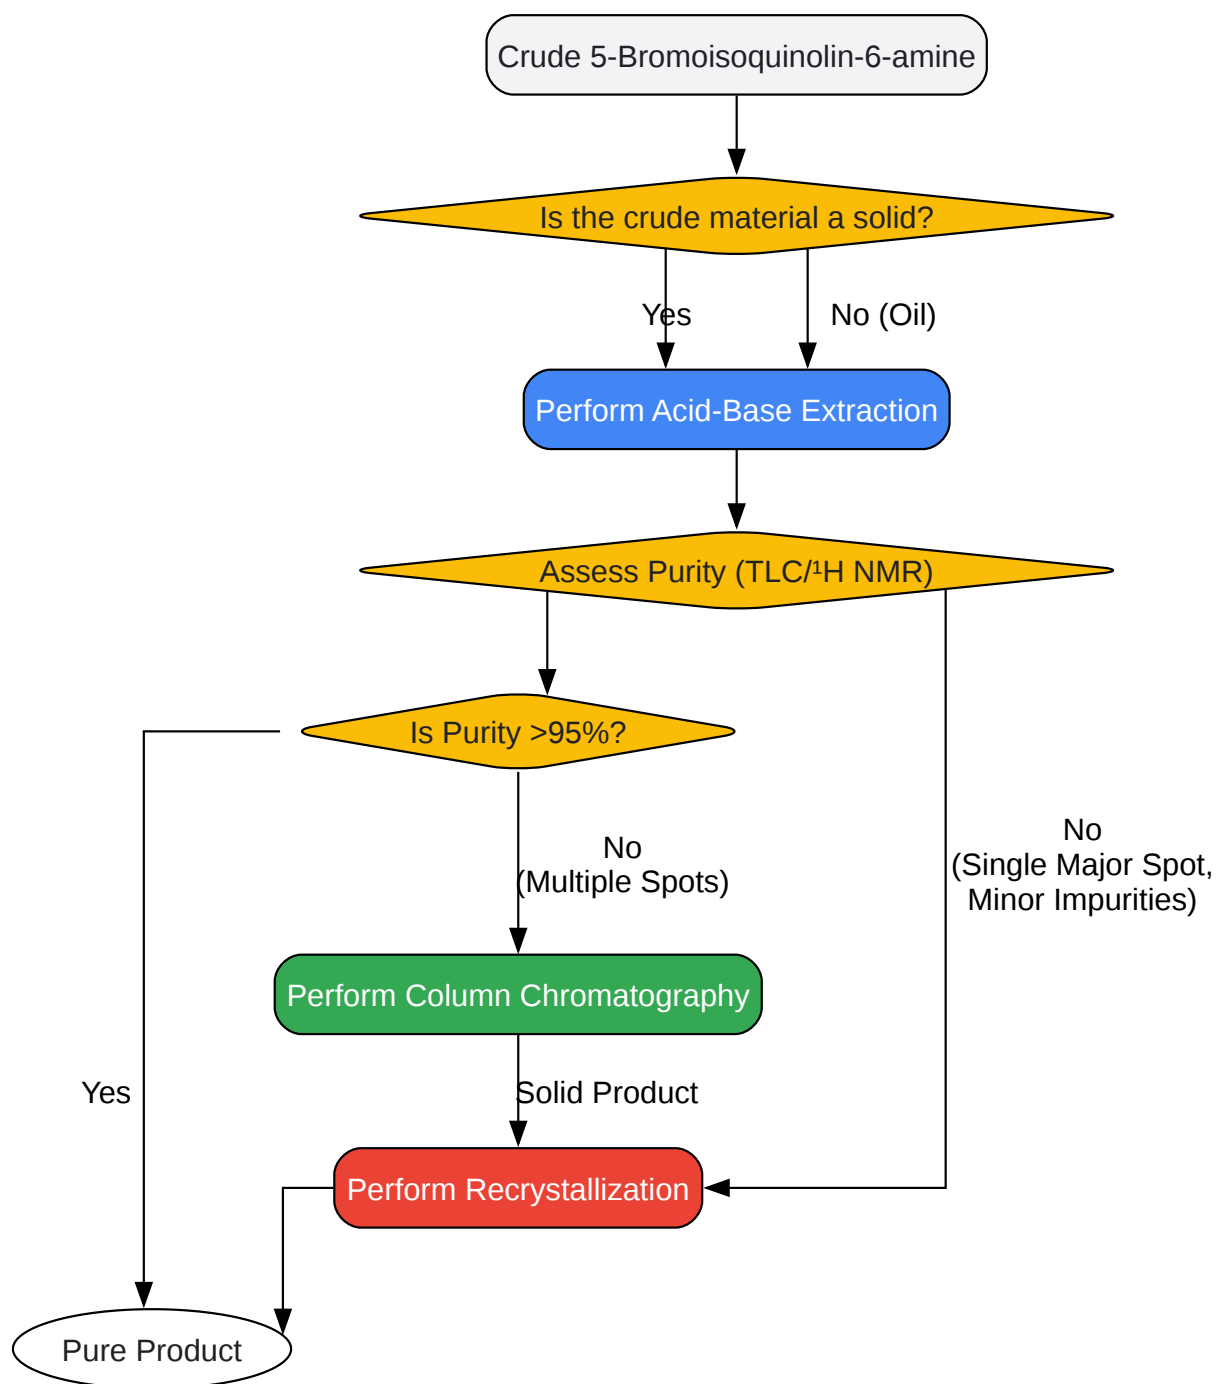 Crude 5-Bromoisoquinolin-6-amine
Is the crude material a solid?
Yes
No (Oil)
Perform Acid-Base Extraction
Assess Purity (TLC/¹H NMR)
Is Purity >95%?
No
(Multiple Spots)
No
(Single Major Spot,
Minor Impurities)
Perform Column Chromatography
Yes
Solid Product
Perform Recrystallization
Pure Product